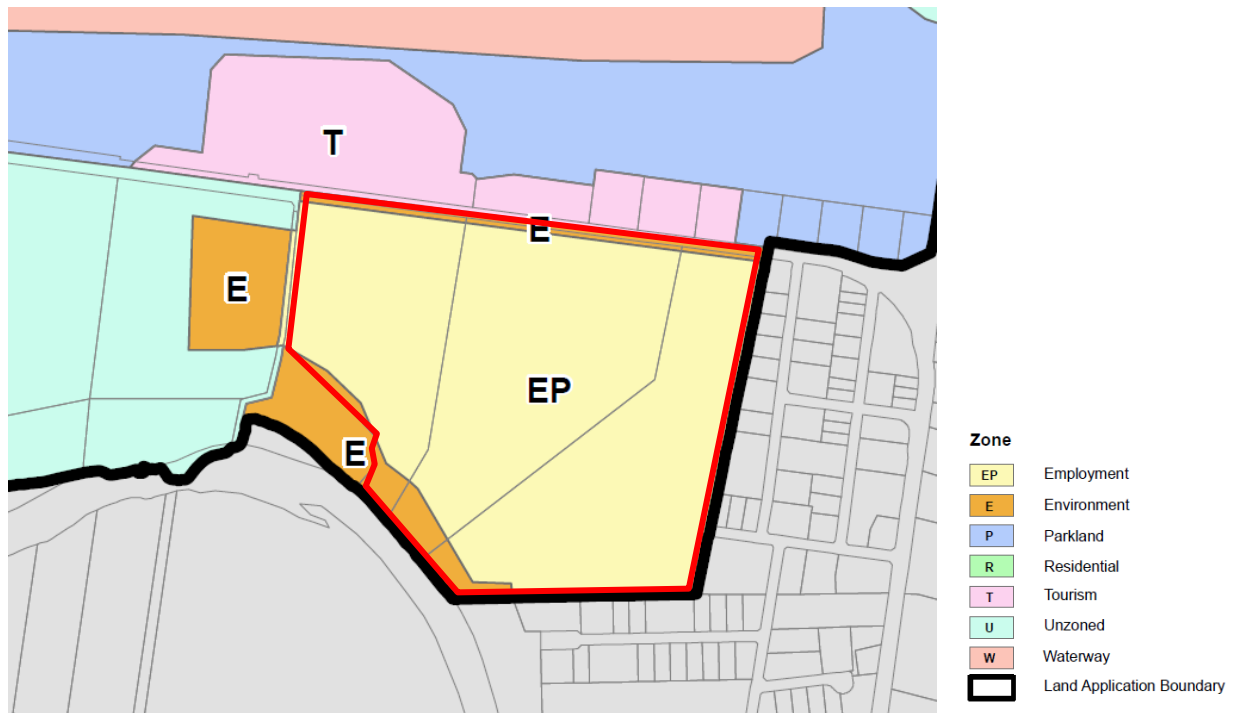 T
E
E
EP
E
Zone
EP Employment
E Environment
P Parkland
R Residential
T Tourism
U Unzoned
W Waterway
Land Application Boundary